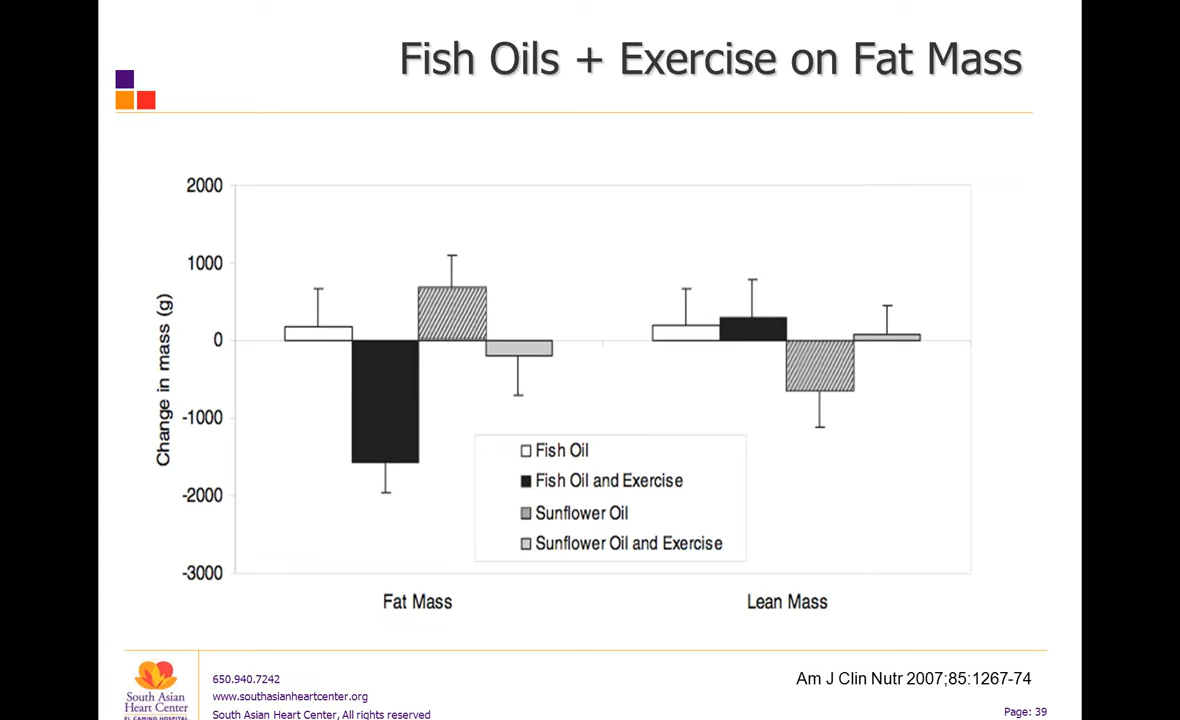 Fish Oils + Exercise on Fat Mass
2000
1000
0
-1000
-2000
-3000
Change in mass (g)
Fish Oil
Fish Oil and Exercise
Sunflower Oil
Sunflower Oil and Exercise
Fat Mass
Lean Mass
South Asian
Heart Center
EL CAMINO HOSPITAL
650.940.7242
www.southasianheartcenter.org
South Asian Heart Center, All rights reserved
Am J Clin Nutr 2007;85:1267-74
Page: 39